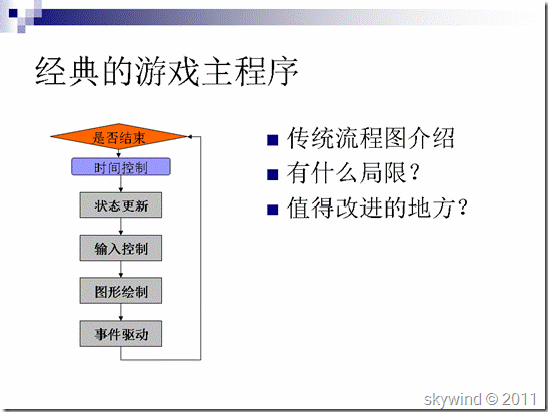 经典的游戏主程序
是否结束
时间控制
状态更新
输入控制
图形绘制
事件驱动
传统流程图介绍
有什么局限？
值得改进的地方？
skywind © 2011